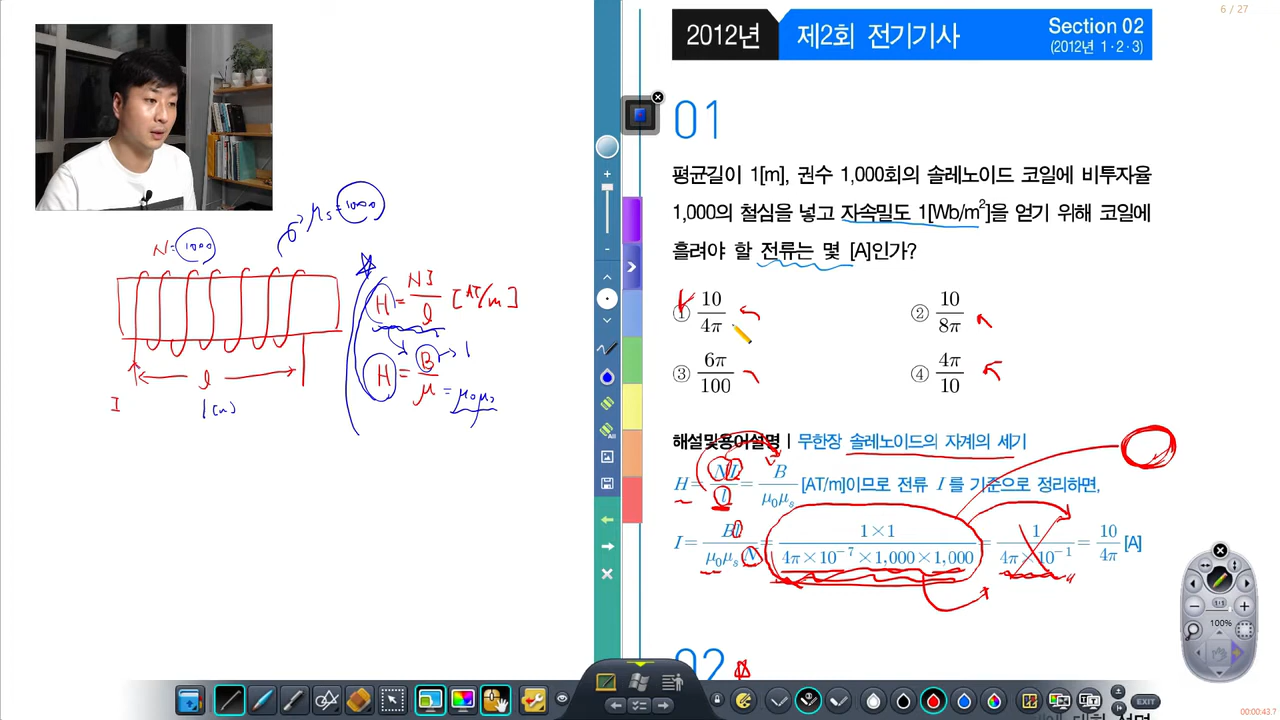 6 / 27
2012년 제2회 전기기사 Section 02
(2012년 1·2·3)
01
평균길이 1[m], 권수 1,000회의 솔레노이드 코일에 비투자율
1,000의 철심을 넣고 자속밀도 1[Wb/m²]을 얻기 위해 코일에
흘려야 할 전류는 몇 [A]인가?
① 10/4π ② 10/8π
③ 6π/100 ④ 4π/10
해설및용어설명 | 무한장 솔레노이드의 자계의 세기
H = NI/l = B/μ₀μₛ [AT/m]이므로 전류 I를 기준으로 정리하면,
I = Bl/μ₀μₛN = 1×1/4π×10⁻⁷×1,000×1,000 = 1/4π×10⁻¹ = 10/4π [A]
02
N = 1000
μs = 1000
H = NI/l [AT/m]
H = B/μ → 1
= μ₀μs
l
I
1(m)
100%
1/1
All
EXIT
00:00:43.7